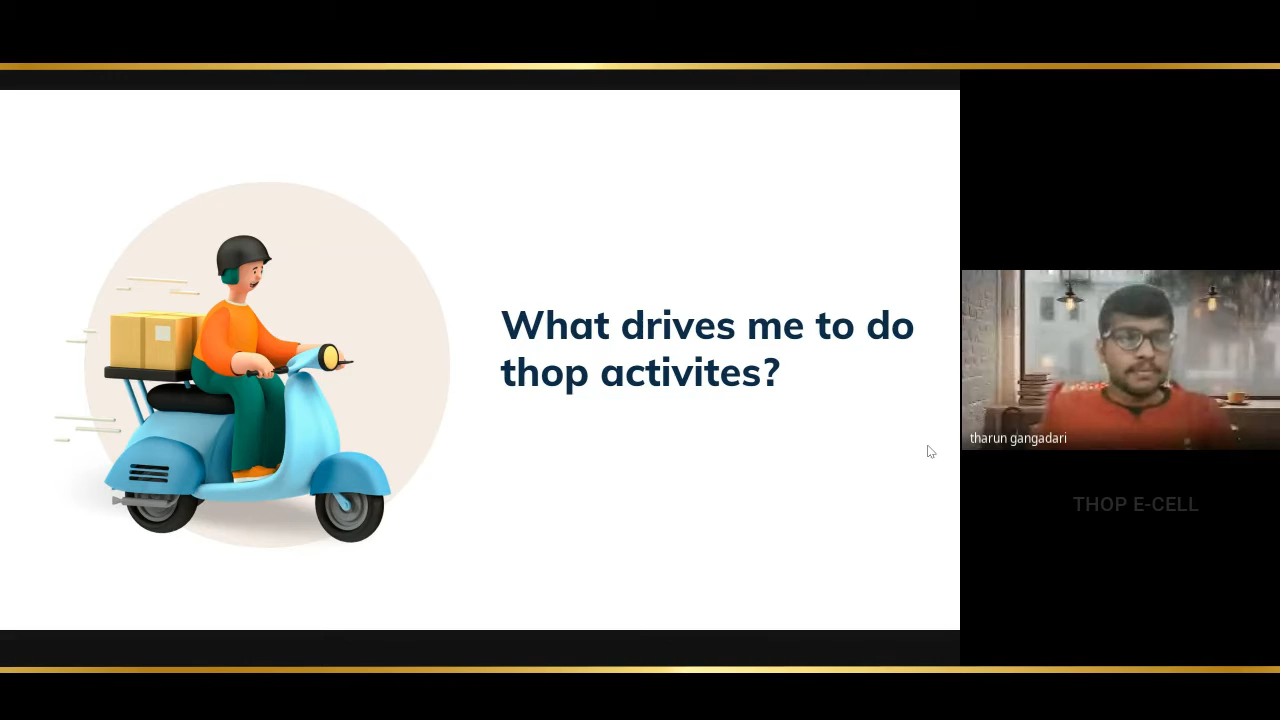 What drives me to do
thop activites?
tharun gangadari
THOP E-CELL